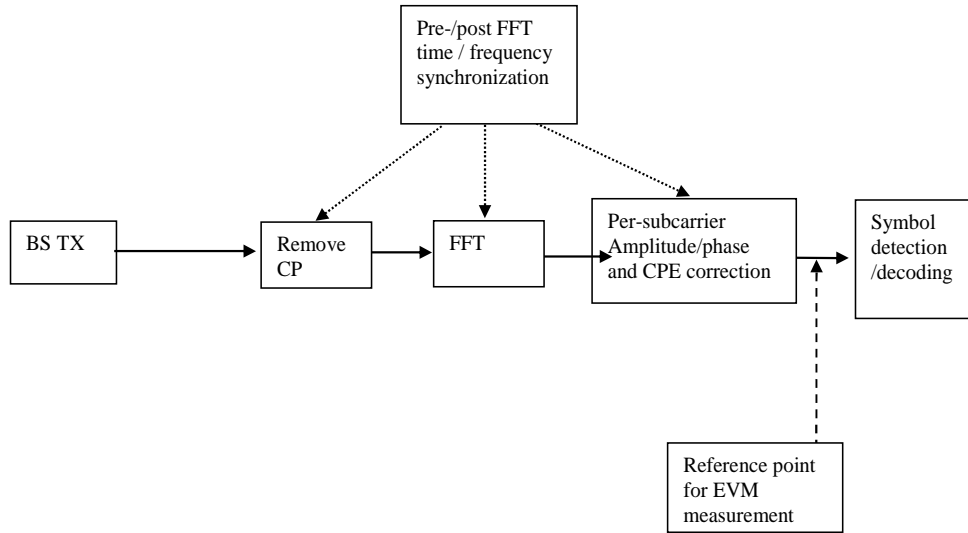 Pre-/post FFT
time / frequency
synchronization
BS TX
Remove
CP
FFT
Per-subcarrier
Amplitude/phase
and CPE correction
Symbol
detection
/decoding
Reference point
for EVM
measurement